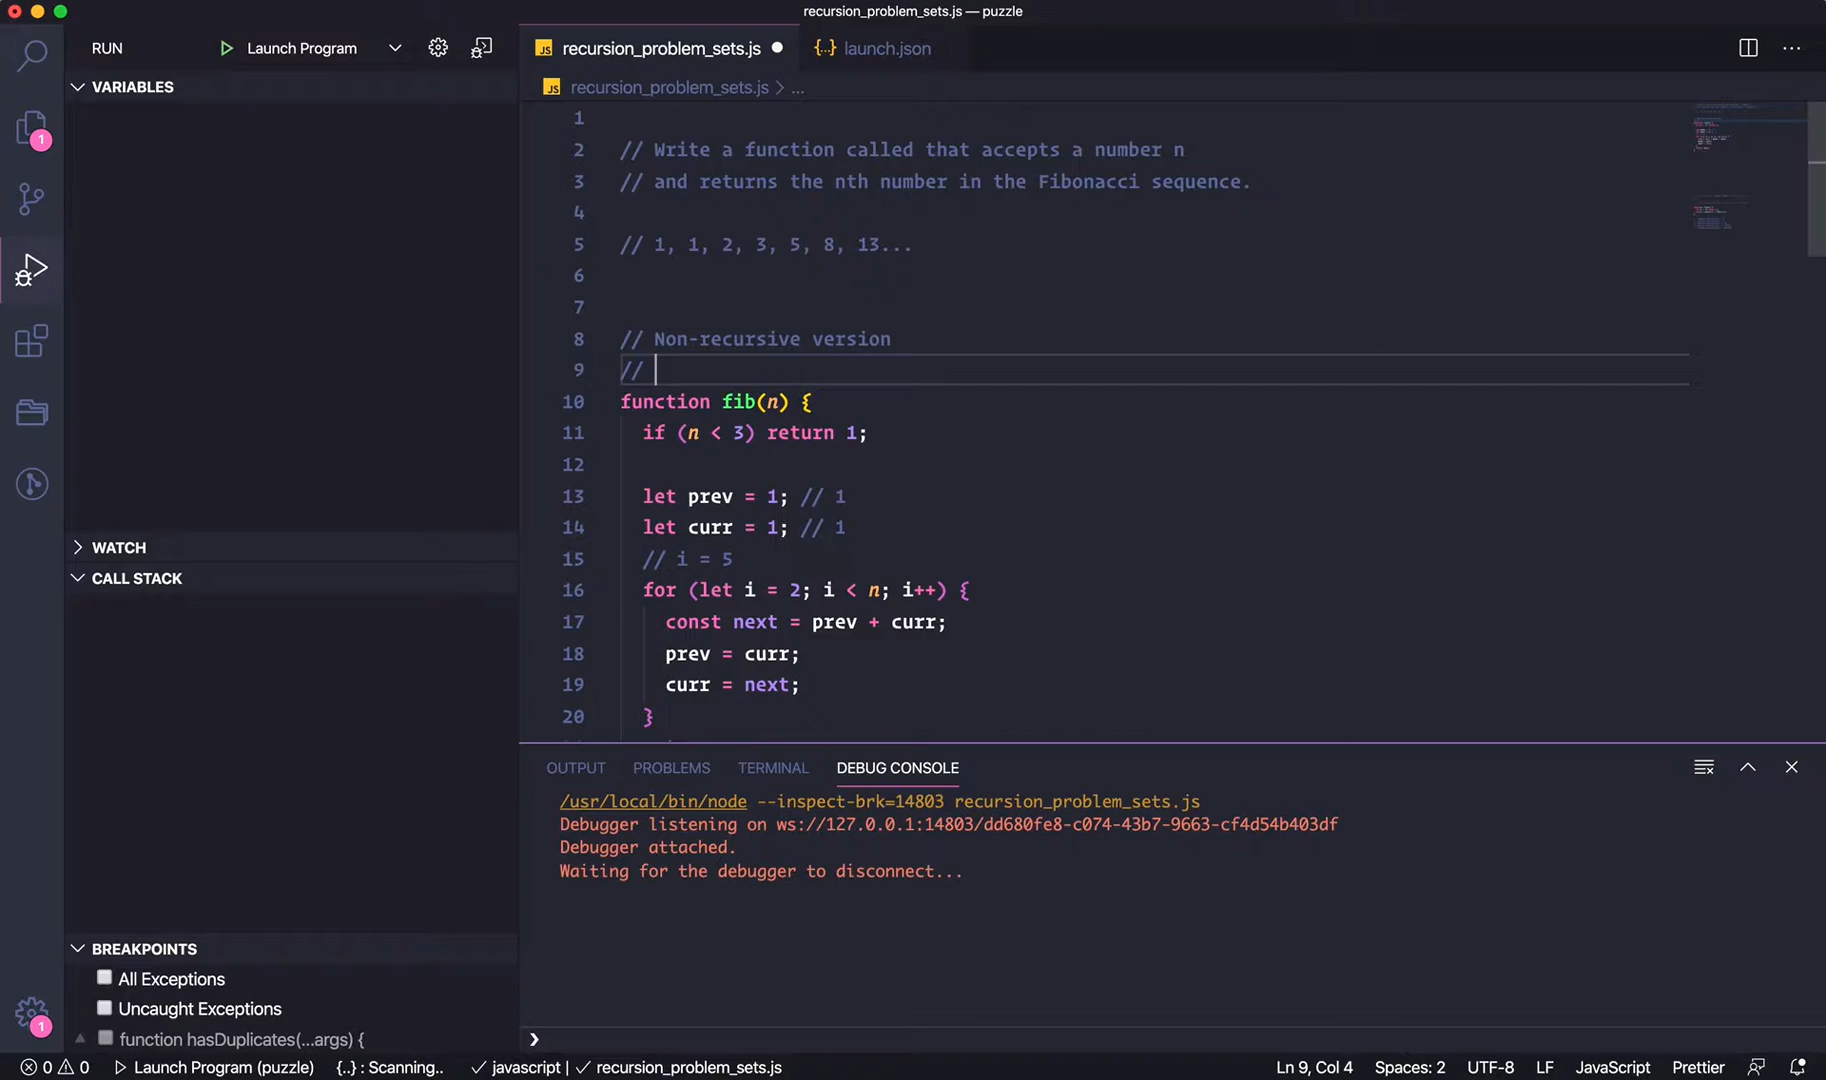 recursion_problem_sets.js — puzzle
RUN
Launch Program
JS recursion_problem_sets.js
{..} launch.json
VARIABLES
JS recursion_problem_sets.js > ...
1
2 // Write a function called that accepts a number n
3 // and returns the nth number in the Fibonacci sequence.
4
5 // 1, 1, 2, 3, 5, 8, 13...
6
7
8 // Non-recursive version
9 //
10 function fib(n) {
11 if (n < 3) return 1;
12
13 let prev = 1; // 1
14 let curr = 1; // 1
15 // i = 5
16 for (let i = 2; i < n; i++) {
17 const next = prev + curr;
18 prev = curr;
19 curr = next;
20 }
1
WATCH
CALL STACK
OUTPUT PROBLEMS TERMINAL DEBUG CONSOLE
/usr/local/bin/node --inspect-brk=14803 recursion_problem_sets.js
Debugger listening on ws://127.0.0.1:14803/dd680fe8-c074-43b7-9663-cf4d54b403df
Debugger attached.
Waiting for the debugger to disconnect...
BREAKPOINTS
All Exceptions
Uncaught Exceptions
function hasDuplicates(...args) {
1
0 0 Launch Program (puzzle) {..} : Scanning.. ✓ javascript | ✓ recursion_problem_sets.js Ln 9, Col 4 Spaces: 2 UTF-8 LF JavaScript Prettier